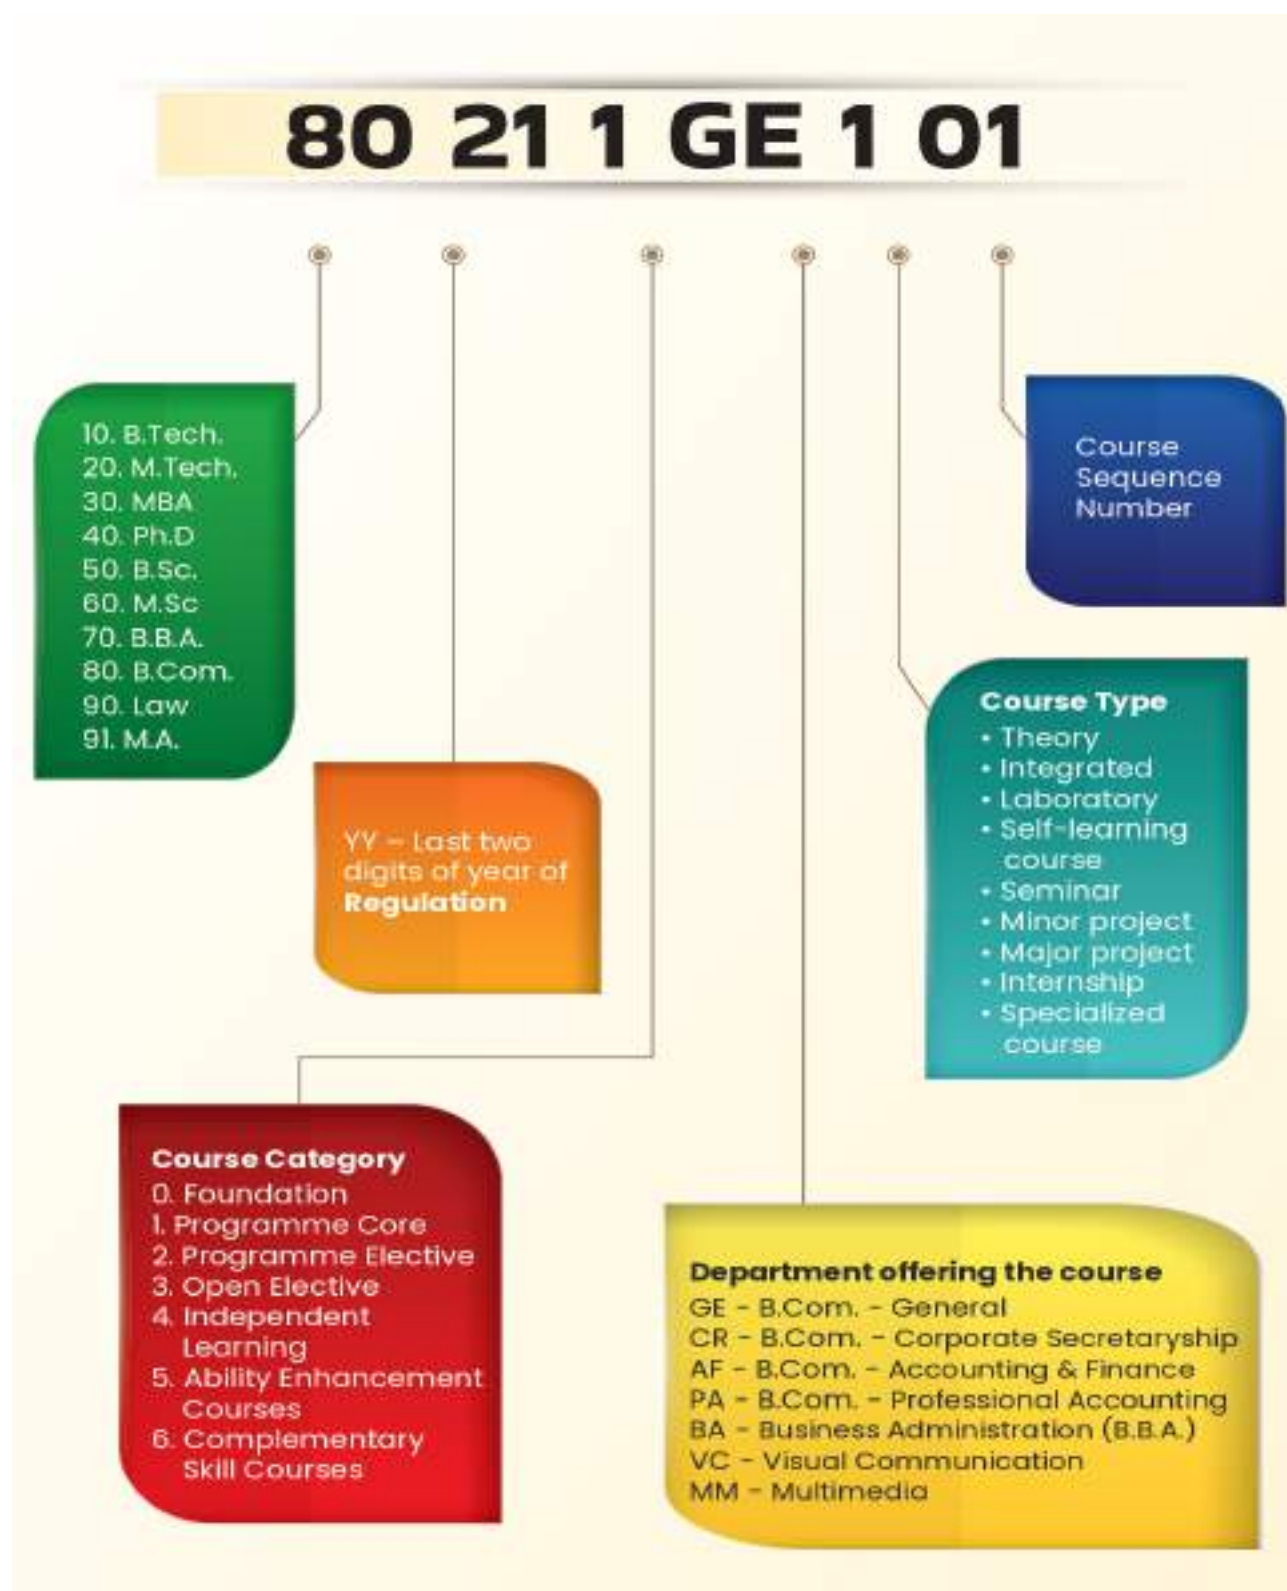 80 21 1 GE 1 01
10. B.Tech.
20. M.Tech.
30. MBA
40. Ph.D
50. B.Sc.
60. M.Sc
70. B.B.A.
80. B.Com.
90. Law
91. M.A.
YY – Last two
digits of year of
Regulation
Course Category
0. Foundation
1. Programme Core
2. Programme Elective
3. Open Elective
4. Independent
Learning
5. Ability Enhancement
Courses
6. Complementary
Skill Courses
Department offering the course
GE - B.Com. - General
CR - B.Com. - Corporate Secretaryship
AF - B.Com. - Accounting & Finance
PA - B.Com. - Professional Accounting
BA - Business Administration (B.B.A.)
VC - Visual Communication
MM - Multimedia
Course Type
• Theory
• Integrated
• Laboratory
• Self-learning
course
• Seminar
• Minor project
• Major project
• Internship
• Specialized
course
Course
Sequence
Number